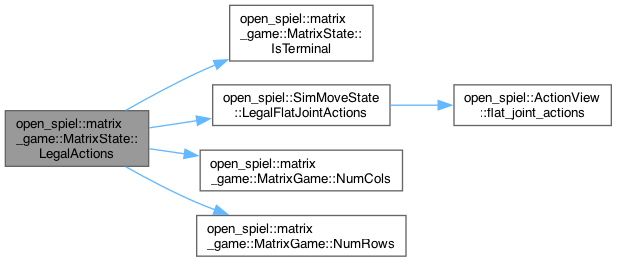 open_spiel::matrix
_game::MatrixState::
LegalActions
open_spiel::matrix
_game::MatrixState::
IsTerminal
open_spiel::SimMoveState
::LegalFlatJointActions
open_spiel::ActionView
::flat_joint_actions
open_spiel::matrix
_game::MatrixGame::NumCols
open_spiel::matrix
_game::MatrixGame::NumRows